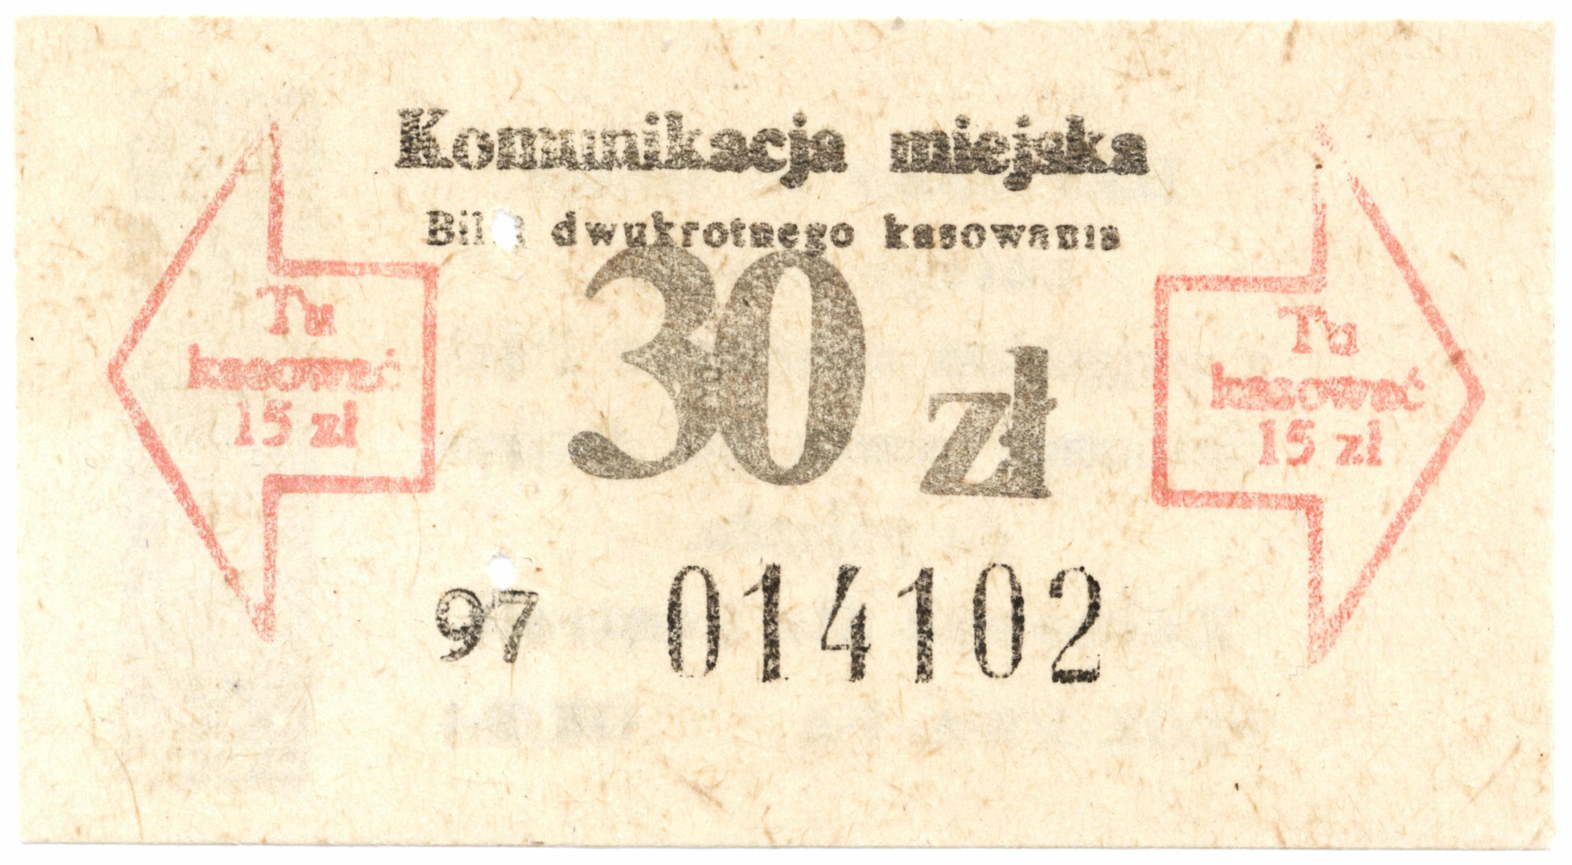 Komunikacja miejska
Bilet dwukrotnego kasowania
30 zł
Tu
kasować
15 zł
Tu
kasować
15 zł
97 014102